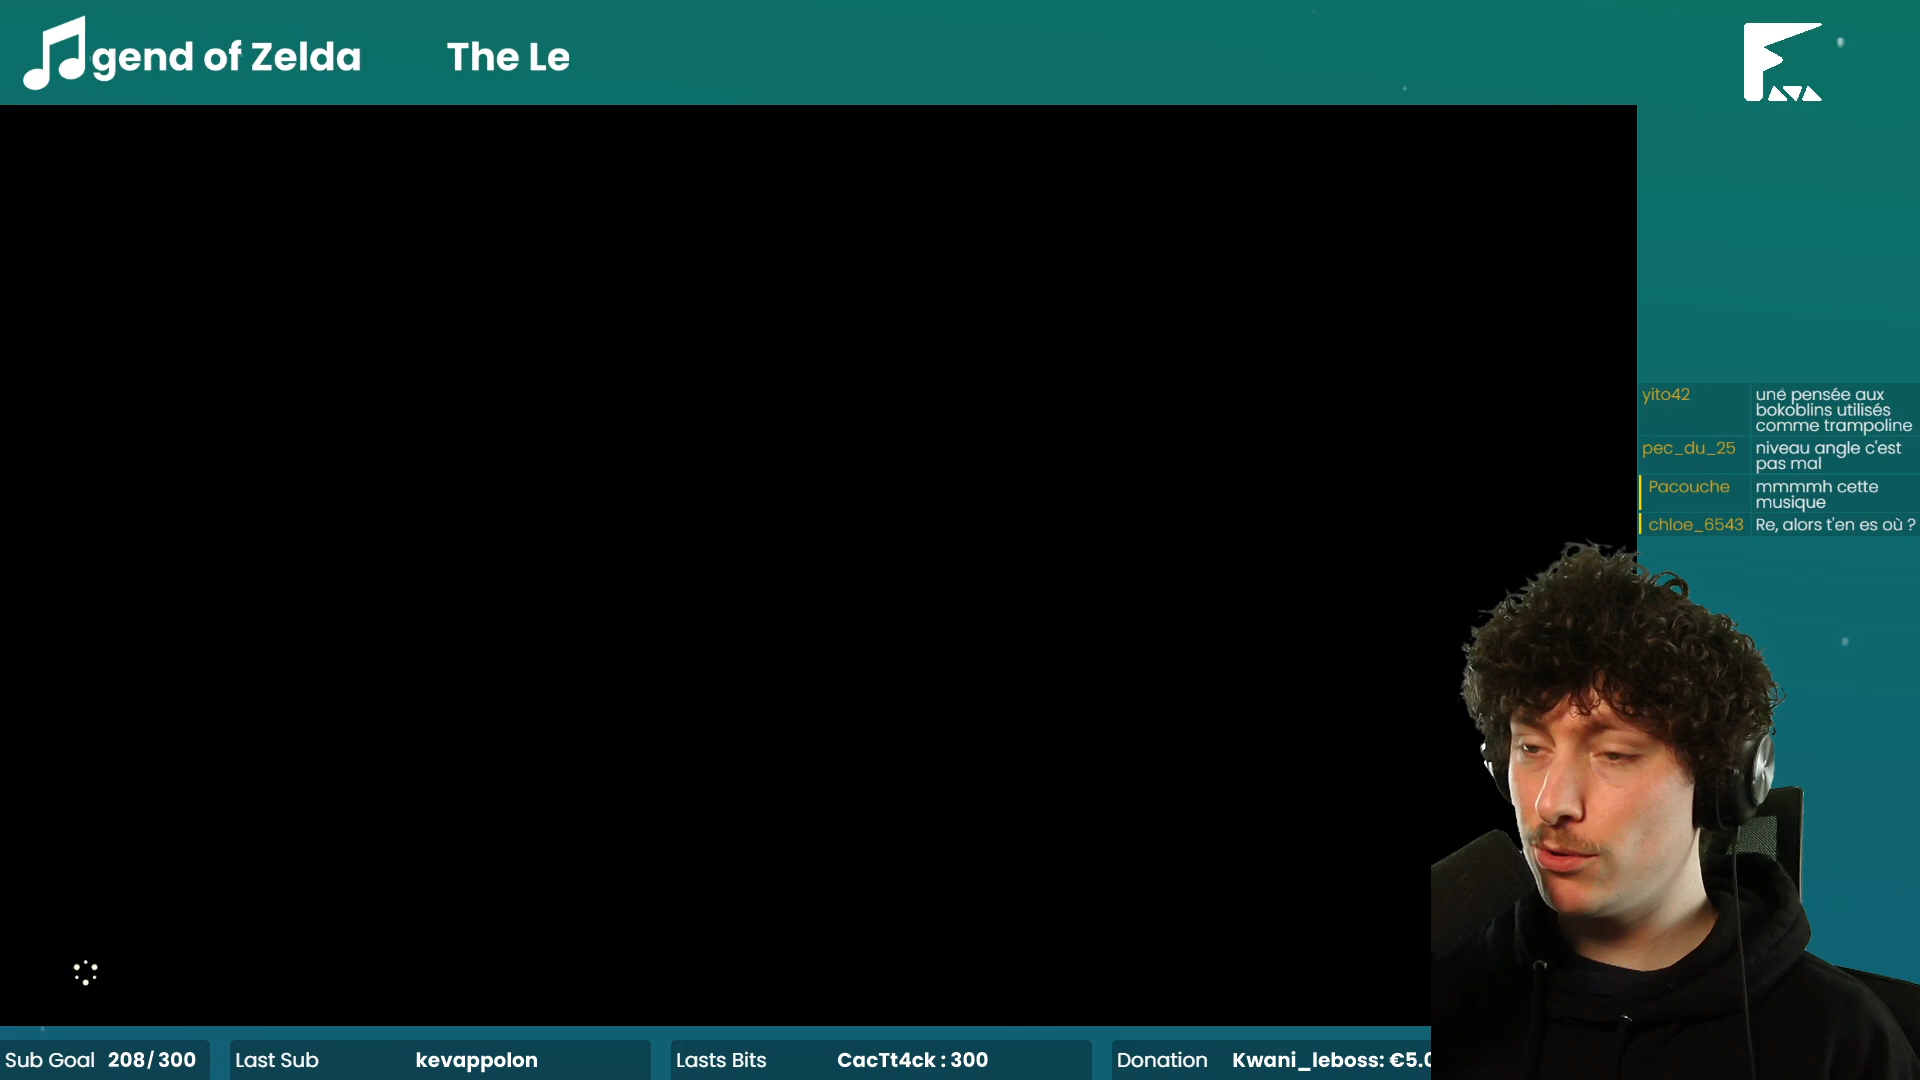 gend of Zelda The Le
yito42 une pensée aux
bokoblins utilisés
comme trampoline
pec_du_25 niveau angle c'est
pas mal
Pacouche mmmmh cette
musique
chloe_6543 Re, alors t'en es où ?
Sub Goal 208/300 Last Sub kevappolon Lasts Bits CacTt4ck : 300 Donation Kwani_leboss: €5.0